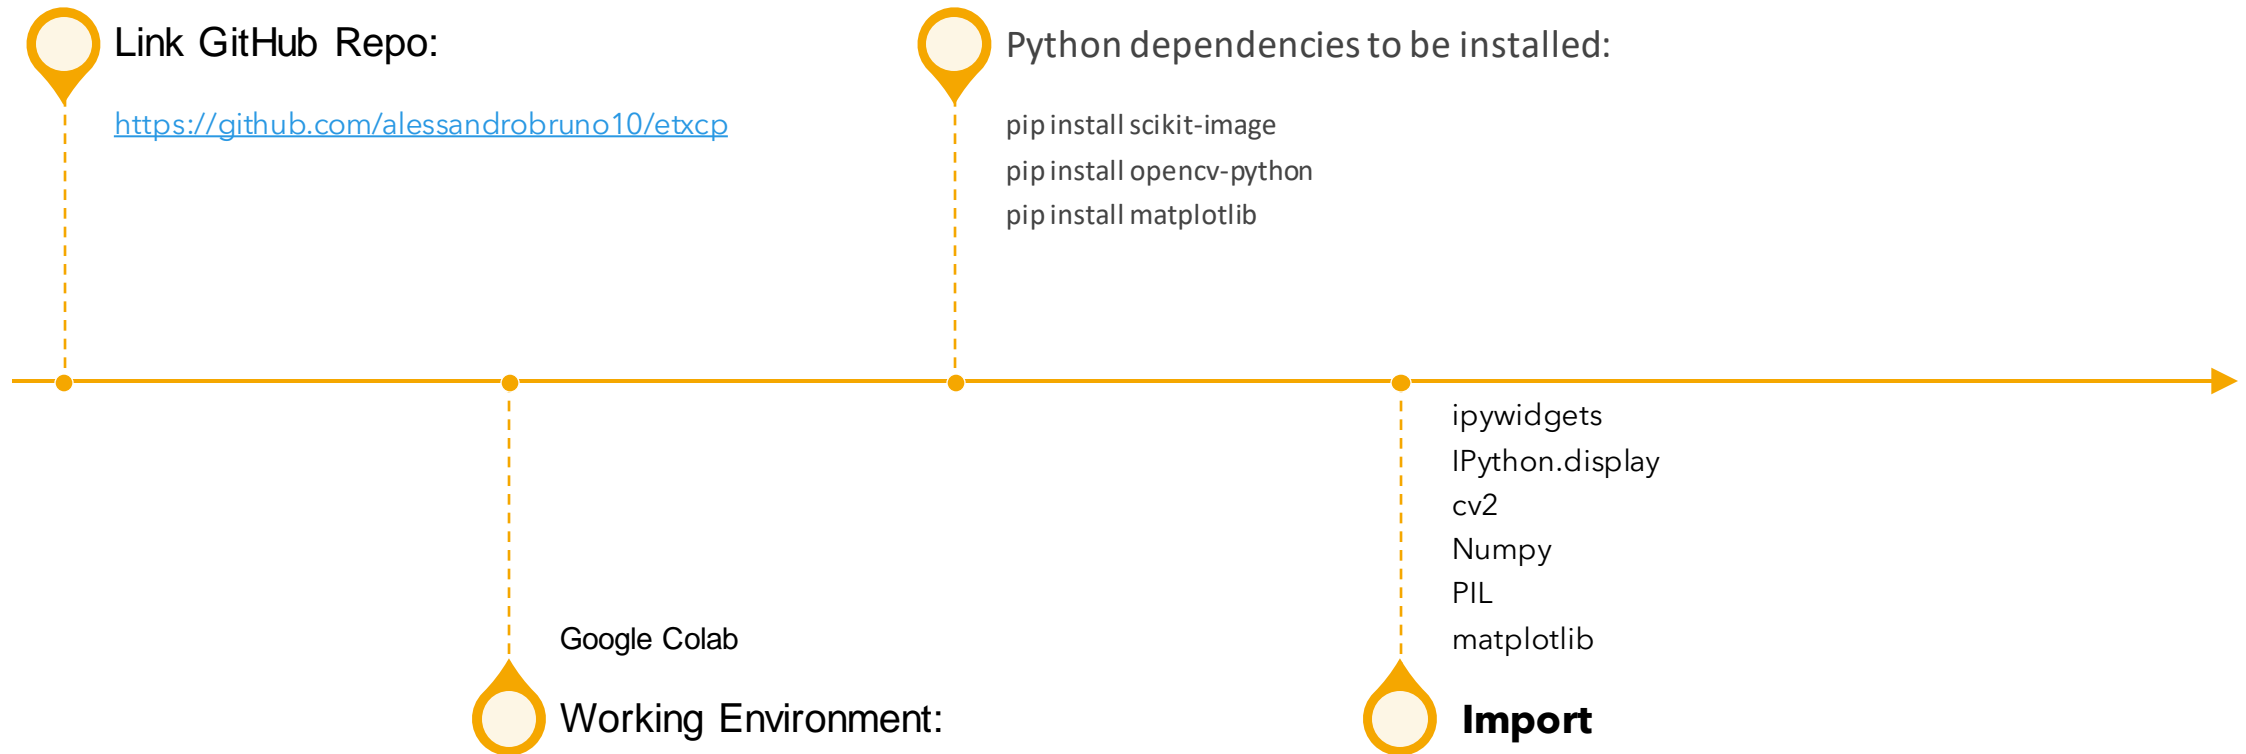 Link GitHub Repo:
https://github.com/alessandrobruno10/etxcp
Google Colab
Working Environment:
Python dependencies to be installed:
pip install scikit-image
pip install opencv-python
pip install matplotlib
ipywidgets
IPython.display
cv2
Numpy
PIL
matplotlib
Import